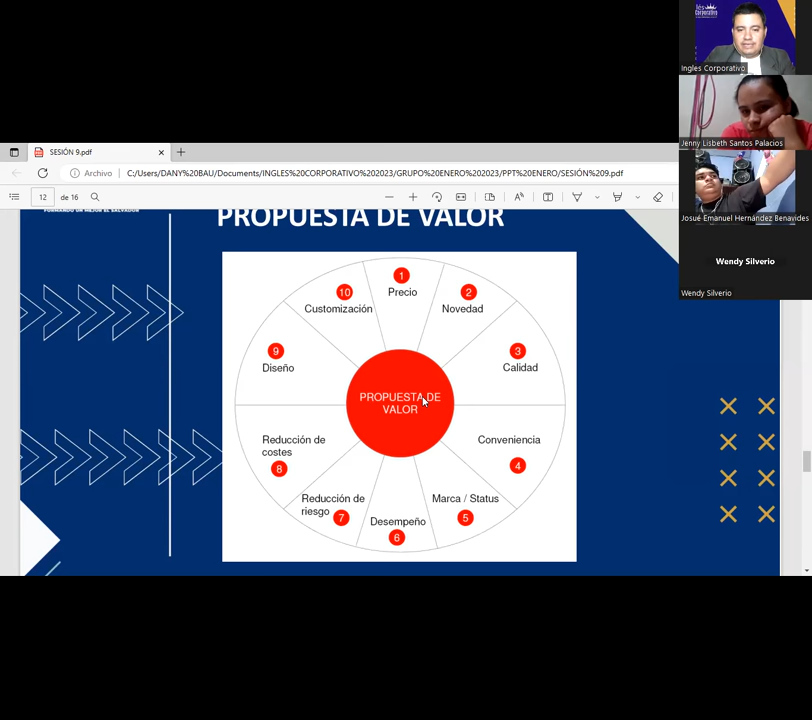 SESIÓN 9.pdf
Archivo
C:/Users/DANY%20BAU/Documents/INGLES%20CORPORATIVO%202023/GRUPO%20ENERO%202023/PPT%20ENERO/SESIÓN%209.pdf
12 de 16
PROPUESTA DE VALOR
1
Precio
2
Novedad
3
Calidad
Conveniencia
4
Marca / Status
5
Desempeño
6
Reducción de
riesgo 7
Reducción de
costes
8
9
Diseño
10
Customización
PROPUESTA DE
VALOR
Ingles Corporativo
Jenny Lisbeth Santos Palacios
Josué Emanuel Hernández Benavides
Wendy Silverio
Wendy Silverio